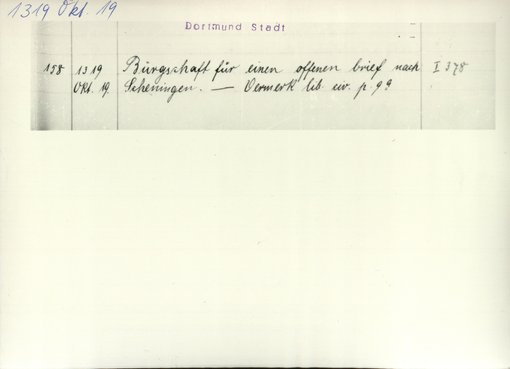 1319 Okt. 19
Dortmund Stadt
158 1319 Bürgschaft für einen offenen brief nach I 378
Okt. 19. Scheningen. — Vermerk lib. civ. p. 99